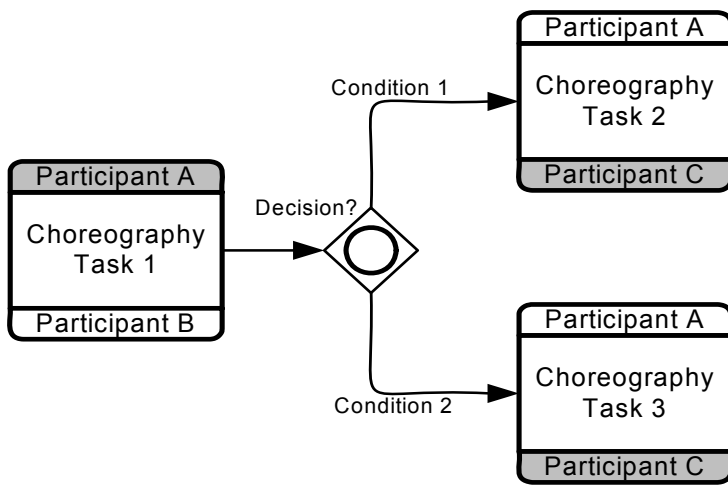 Participant A
Choreography
Task 2
Participant C
Condition 1
Participant A
Choreography
Task 1
Participant B
Decision?
Condition 2
Participant A
Choreography
Task 3
Participant C